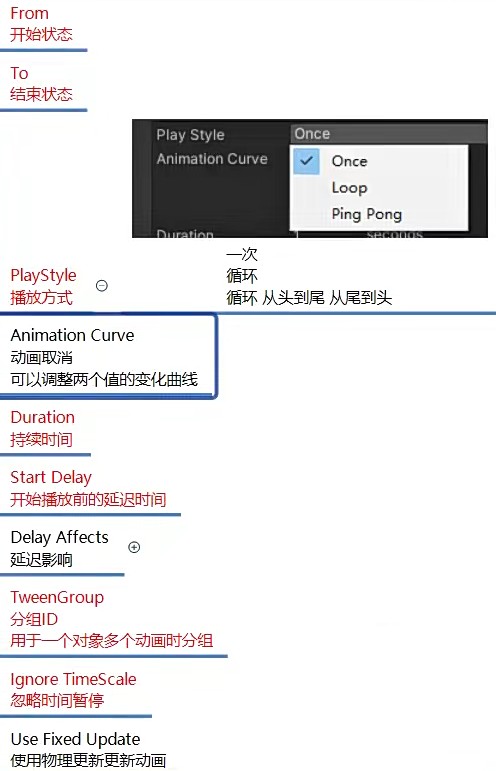 From
开始状态
To
结束状态
Play Style
Once
Animation Curve
Once
Loop
Ping Pong
Duration
seconds
一次
循环
循环 从头到尾 从尾到头
PlayStyle
播放方式
Animation Curve
动画取消
可以调整两个值的变化曲线
Duration
持续时间
Start Delay
开始播放前的延迟时间
Delay Affects
延迟影响
TweenGroup
分组ID
用于一个对象多个动画时分组
Ignore TimeScale
忽略时间暂停
Use Fixed Update
使用物理更新更新动画